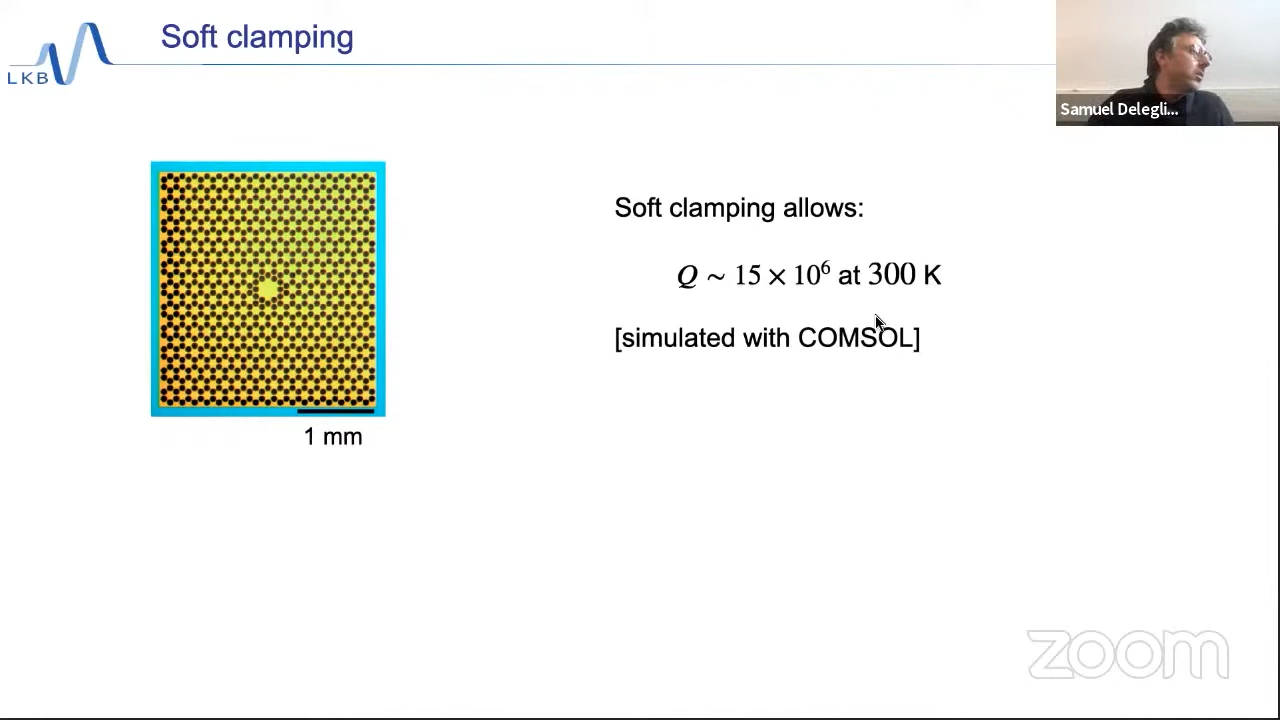 Soft clamping
LKB
Samuel Delegli...
Soft clamping allows:
Q ∼ 15 × 10⁶ at 300 K
[simulated with COMSOL]
1 mm
zoom